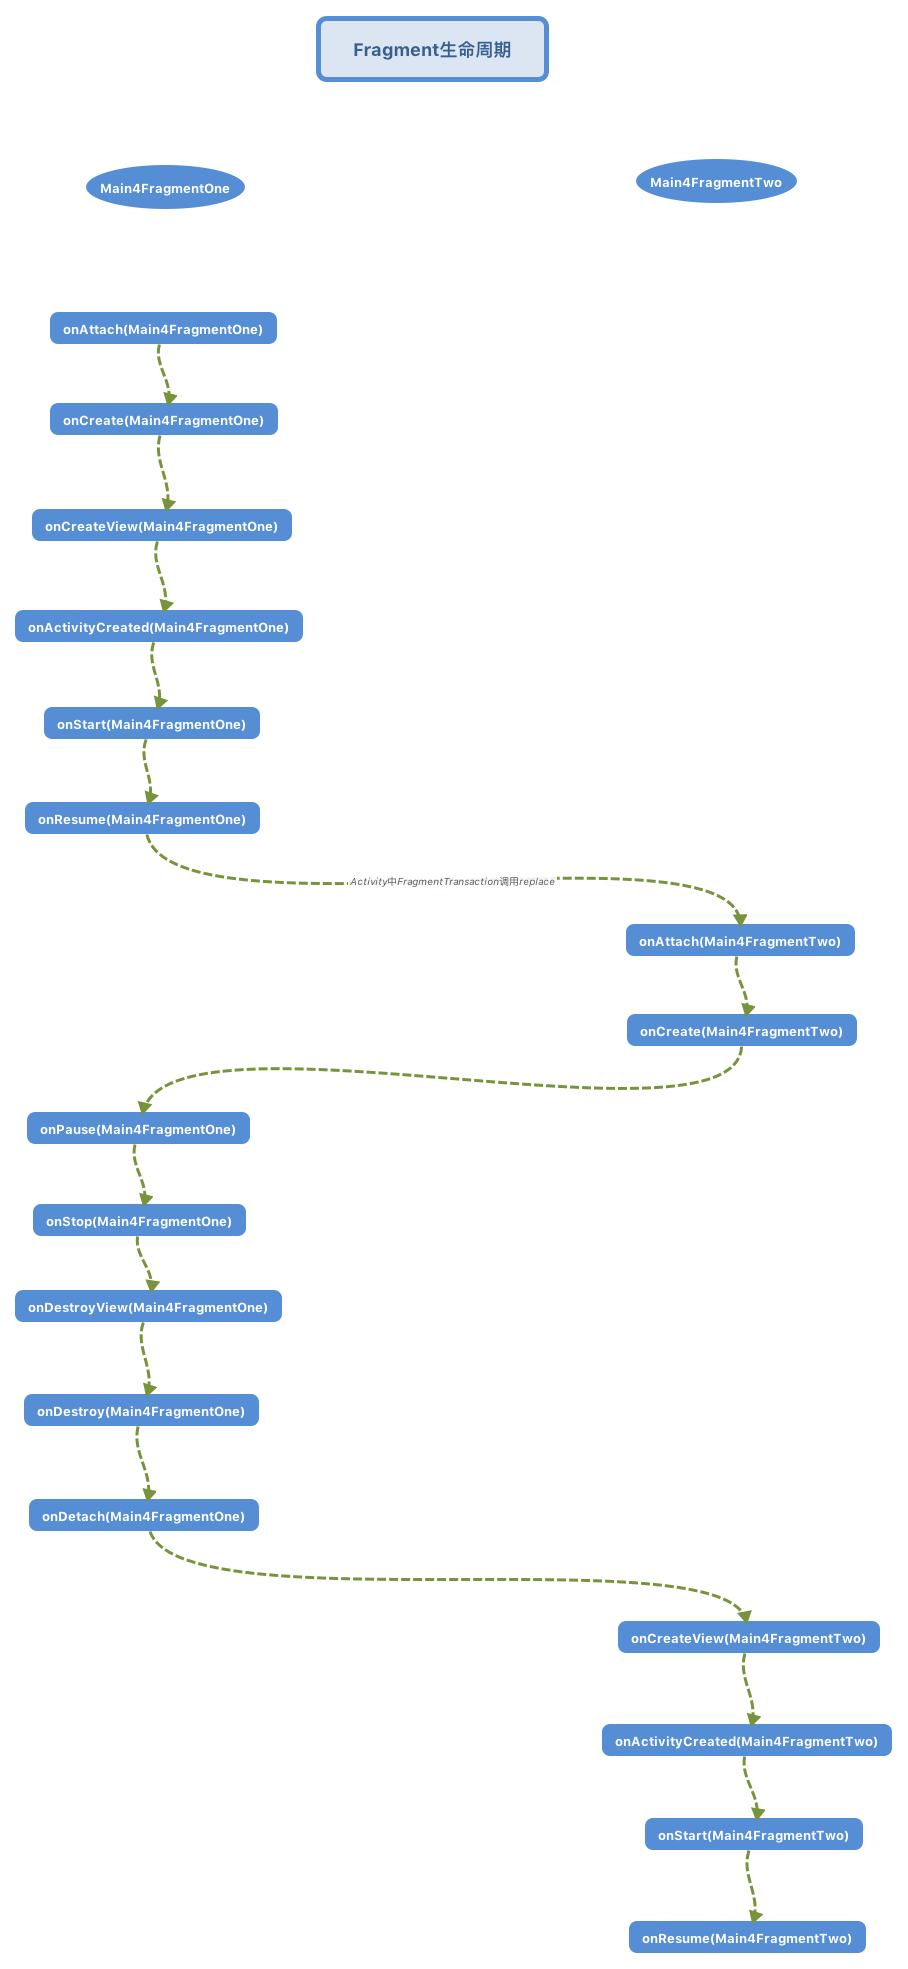 Fragment生命周期
Main4FragmentOne
Main4FragmentTwo
onAttach(Main4FragmentOne)
onCreate(Main4FragmentOne)
onCreateView(Main4FragmentOne)
onActivityCreated(Main4FragmentOne)
onStart(Main4FragmentOne)
onResume(Main4FragmentOne)
Activity中FragmentTransaction调用replace
onAttach(Main4FragmentTwo)
onCreate(Main4FragmentTwo)
onPause(Main4FragmentOne)
onStop(Main4FragmentOne)
onDestroyView(Main4FragmentOne)
onDestroy(Main4FragmentOne)
onDetach(Main4FragmentOne)
onCreateView(Main4FragmentTwo)
onActivityCreated(Main4FragmentTwo)
onStart(Main4FragmentTwo)
onResume(Main4FragmentTwo)